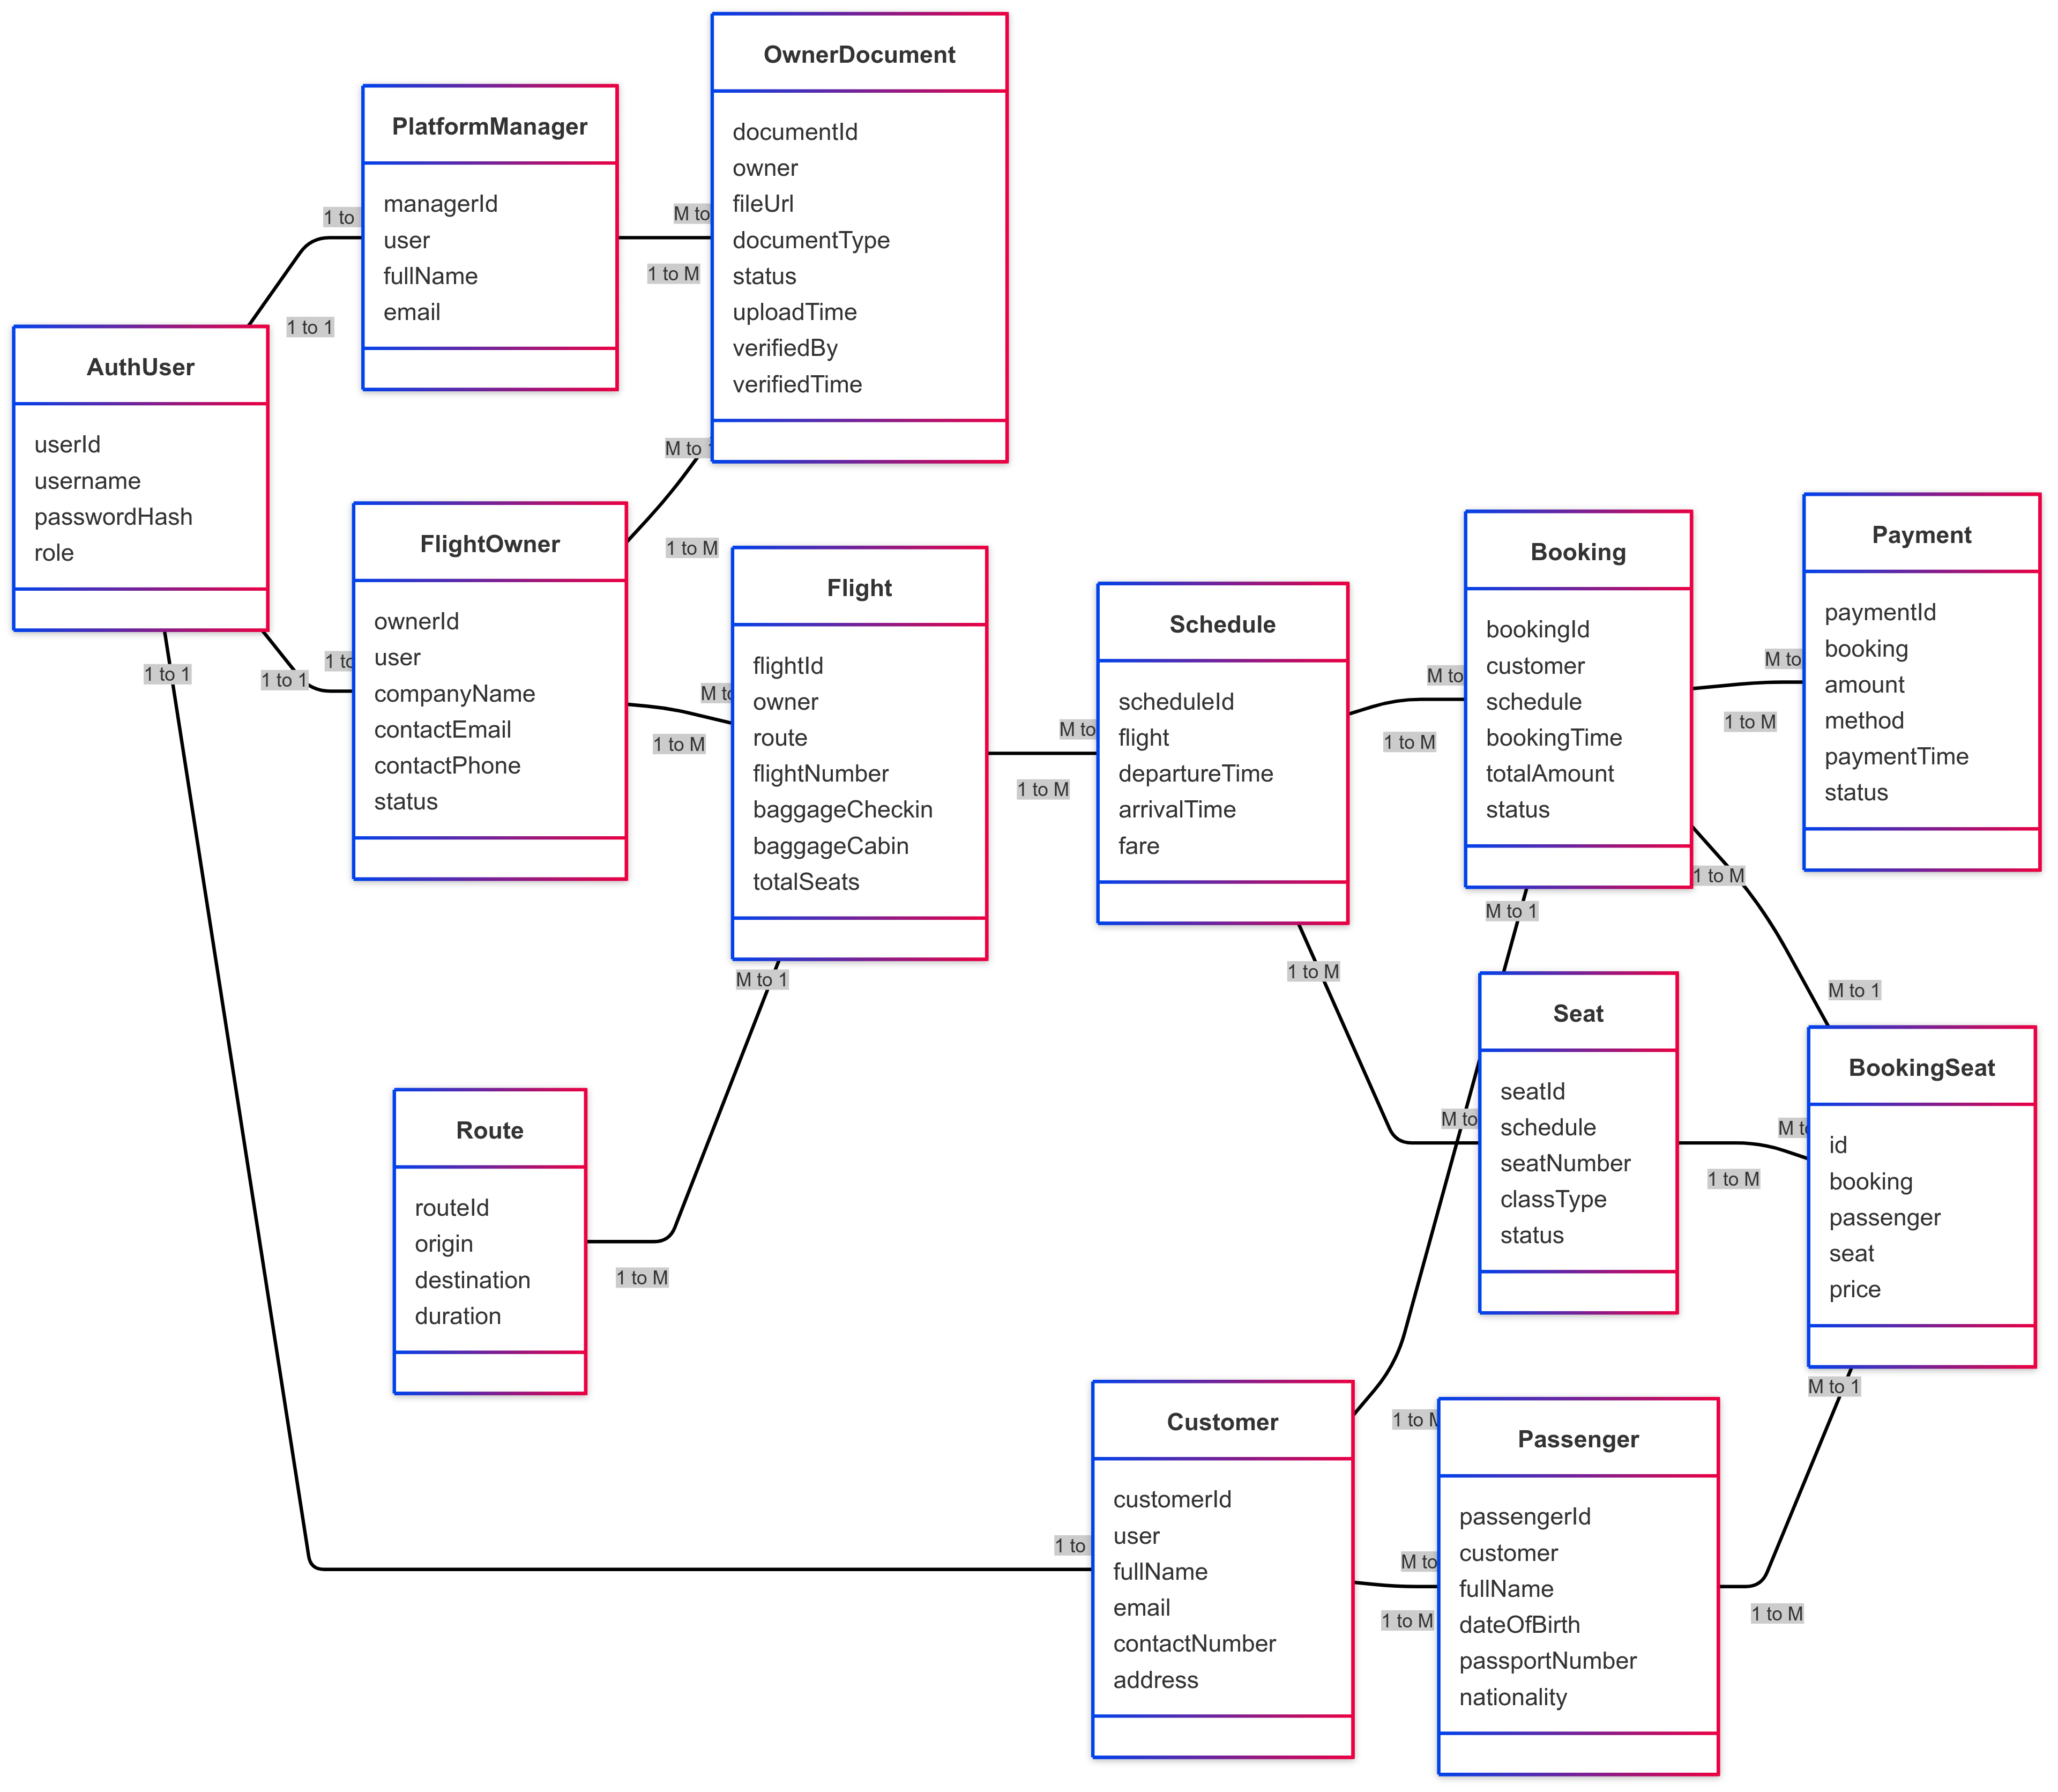 OwnerDocument
documentId
owner
fileUrl
documentType
status
uploadTime
verifiedBy
verifiedTime
PlatformManager
managerId
user
fullName
email
1 to
M to
1 to M
1 to 1
AuthUser
userId
username
passwordHash
role
M to
1 to M
FlightOwner
ownerId
user
companyName
contactEmail
contactPhone
status
1 to 1
1 to 1
1 to
M to
1 to M
Flight
flightId
owner
route
flightNumber
baggageCheckin
baggageCabin
totalSeats
M to
1 to M
Schedule
scheduleId
flight
departureTime
arrivalTime
fare
M to
1 to M
Booking
bookingId
customer
schedule
bookingTime
totalAmount
status
M to
1 to M
Payment
paymentId
booking
amount
method
paymentTime
status
1 to M
M to 1
M to 1
1 to M
M to 1
Route
routeId
origin
destination
duration
1 to M
M to
Seat
seatId
schedule
seatNumber
classType
status
M to
1 to M
BookingSeat
id
booking
passenger
seat
price
M to 1
1 to
Customer
customerId
user
fullName
email
contactNumber
address
1 to M
M to
1 to M
Passenger
passengerId
customer
fullName
dateOfBirth
passportNumber
nationality
1 to M